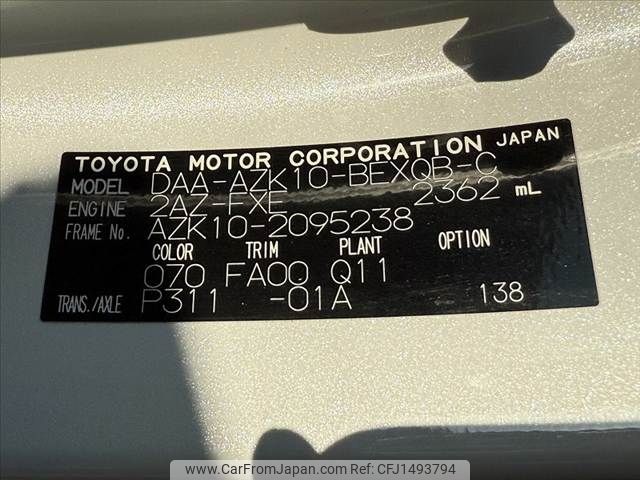 TOYOTA MOTOR CORPORATION JAPAN
MODEL DAA-AZK10-BEXQB-C
ENGINE 2AZ-FXE 2362 mL
FRAME No. AZK10-2095238
COLOR TRIM PLANT OPTION
070 FA00 Q11
TRANS./AXLE P311 -01A 138
www.CarFromJapan.com CFJ1493794